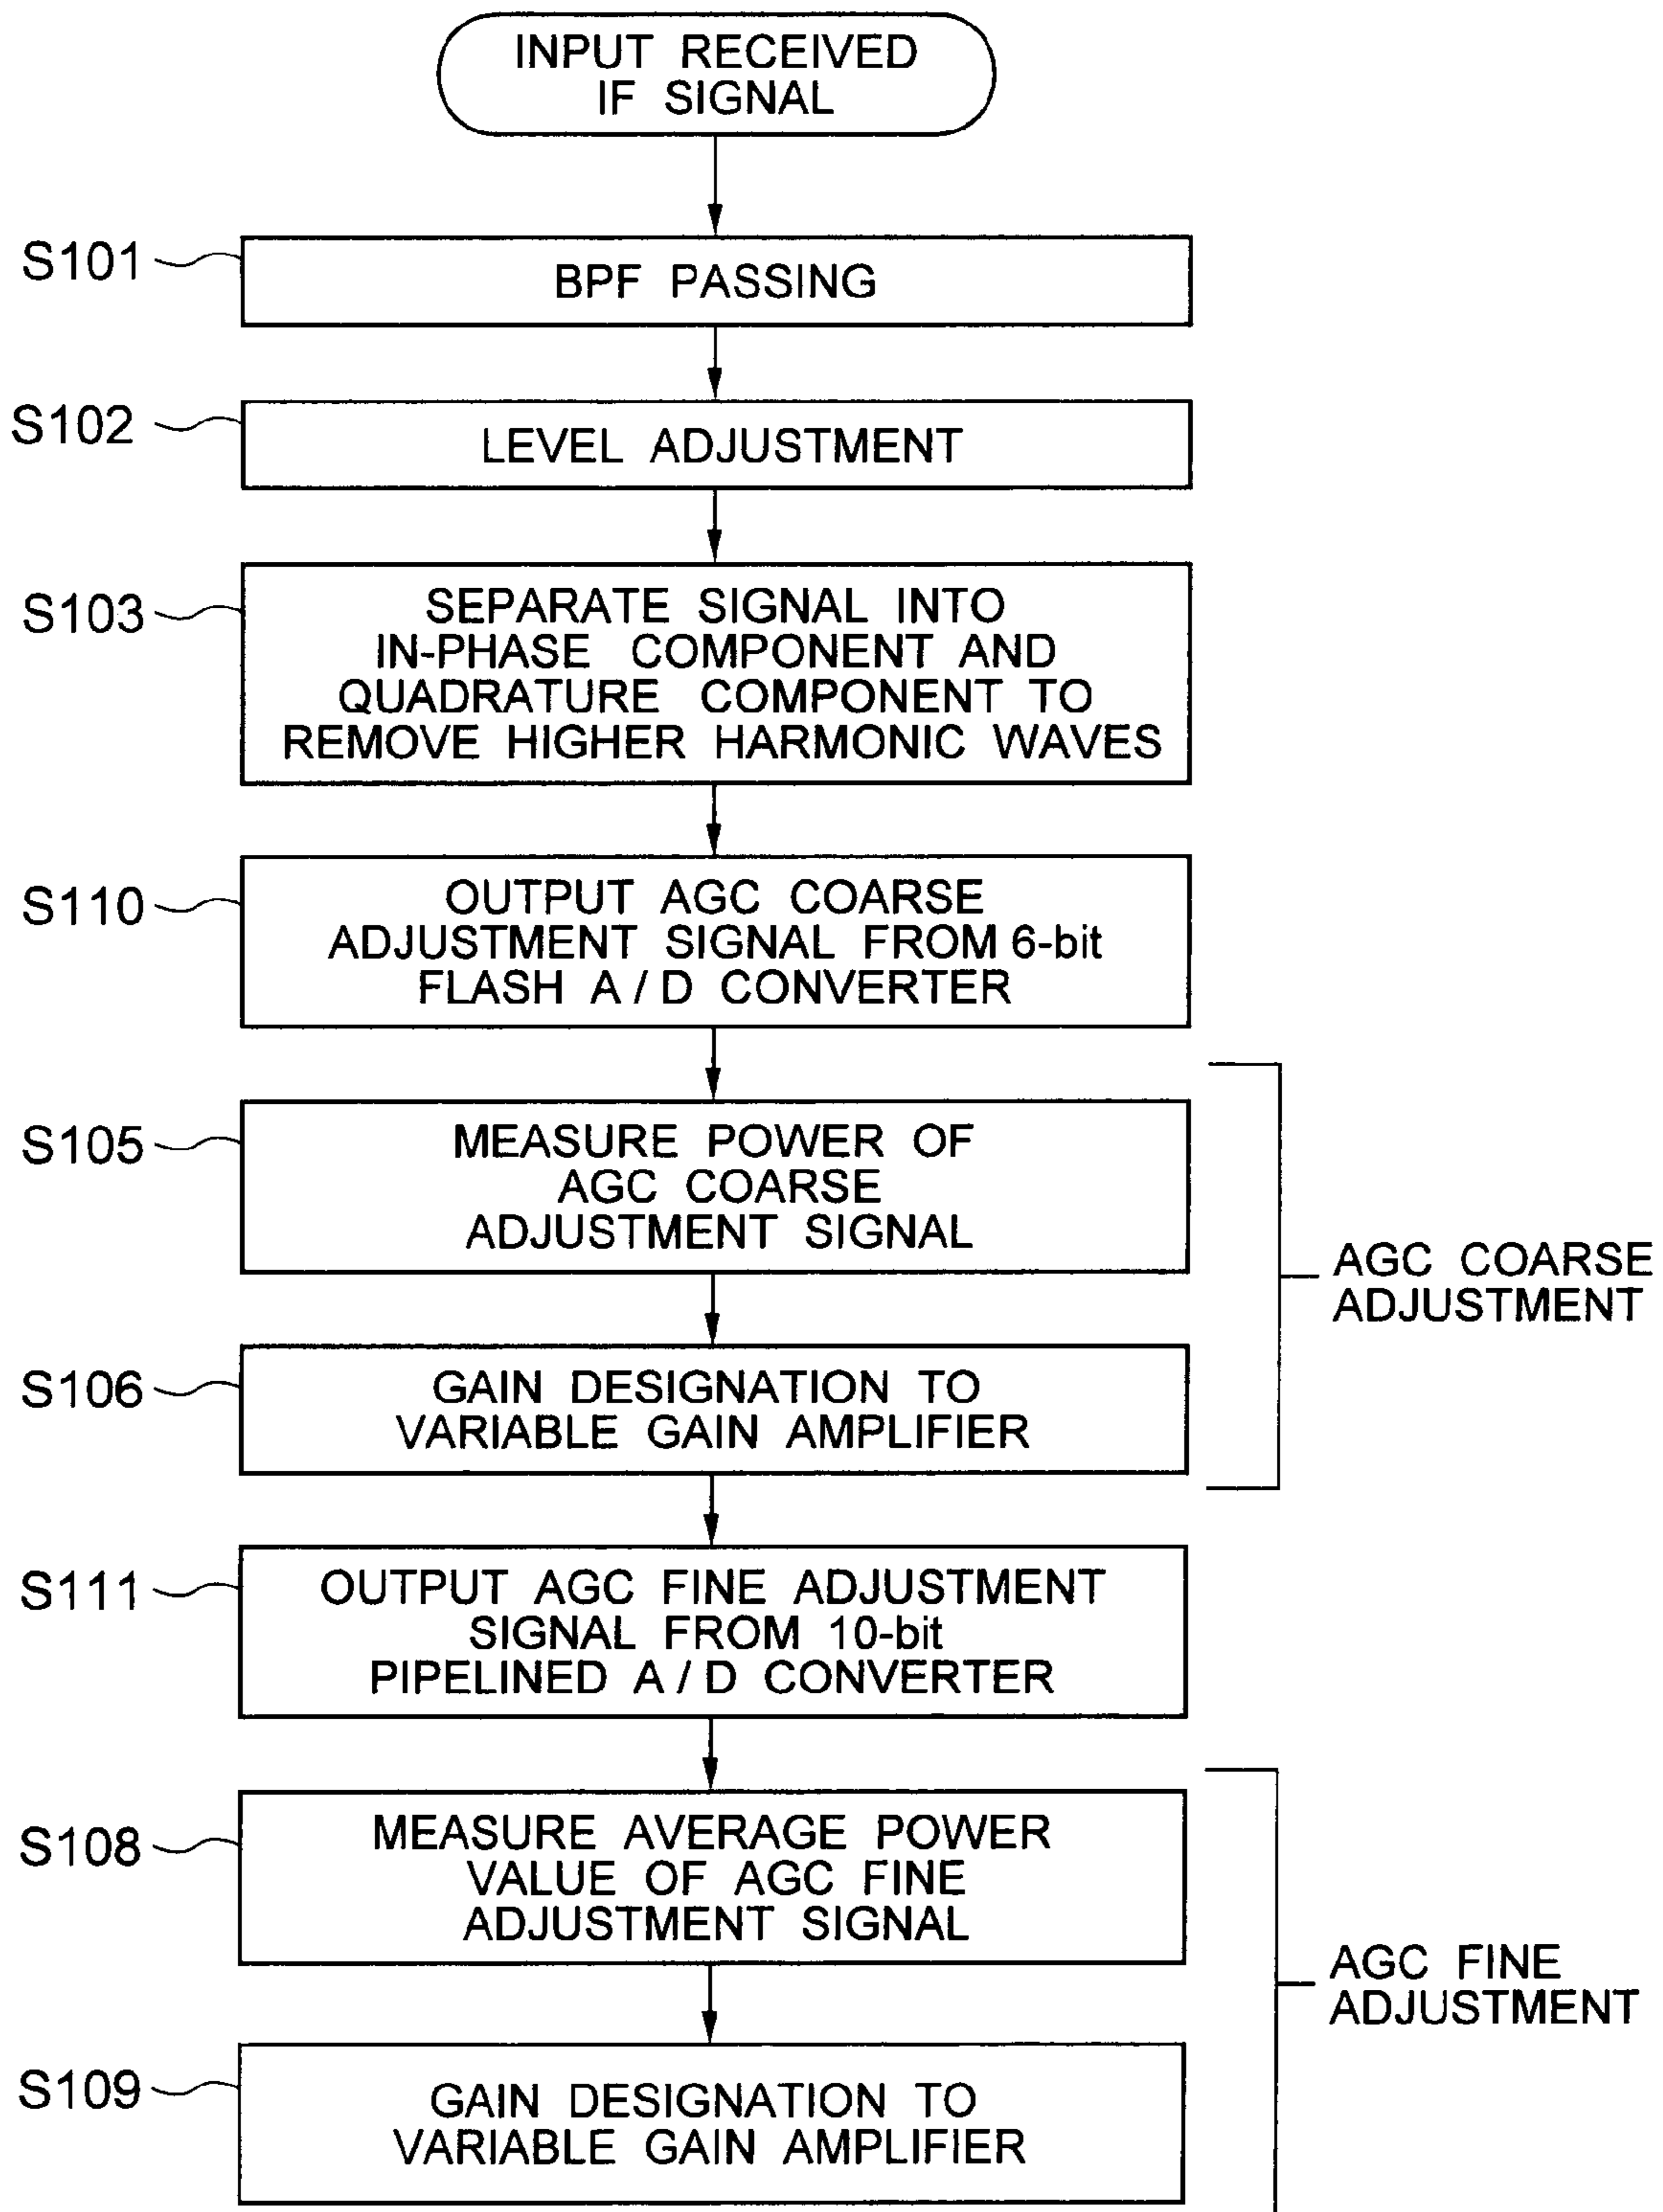 INPUT RECEIVED
IF SIGNAL
S101
BPF PASSING
S102
LEVEL ADJUSTMENT
S103
SEPARATE SIGNAL INTO
IN-PHASE COMPONENT AND
QUADRATURE COMPONENT TO
REMOVE HIGHER HARMONIC WAVES
S110
OUTPUT AGC COARSE
ADJUSTMENT SIGNAL FROM 6-bit
FLASH A / D CONVERTER
S105
MEASURE POWER OF
AGC COARSE
ADJUSTMENT SIGNAL
AGC COARSE
ADJUSTMENT
S106
GAIN DESIGNATION TO
VARIABLE GAIN AMPLIFIER
S111
OUTPUT AGC FINE ADJUSTMENT
SIGNAL FROM 10-bit
PIPELINED A / D CONVERTER
S108
MEASURE AVERAGE POWER
VALUE OF AGC FINE
ADJUSTMENT SIGNAL
AGC FINE
ADJUSTMENT
S109
GAIN DESIGNATION TO
VARIABLE GAIN AMPLIFIER